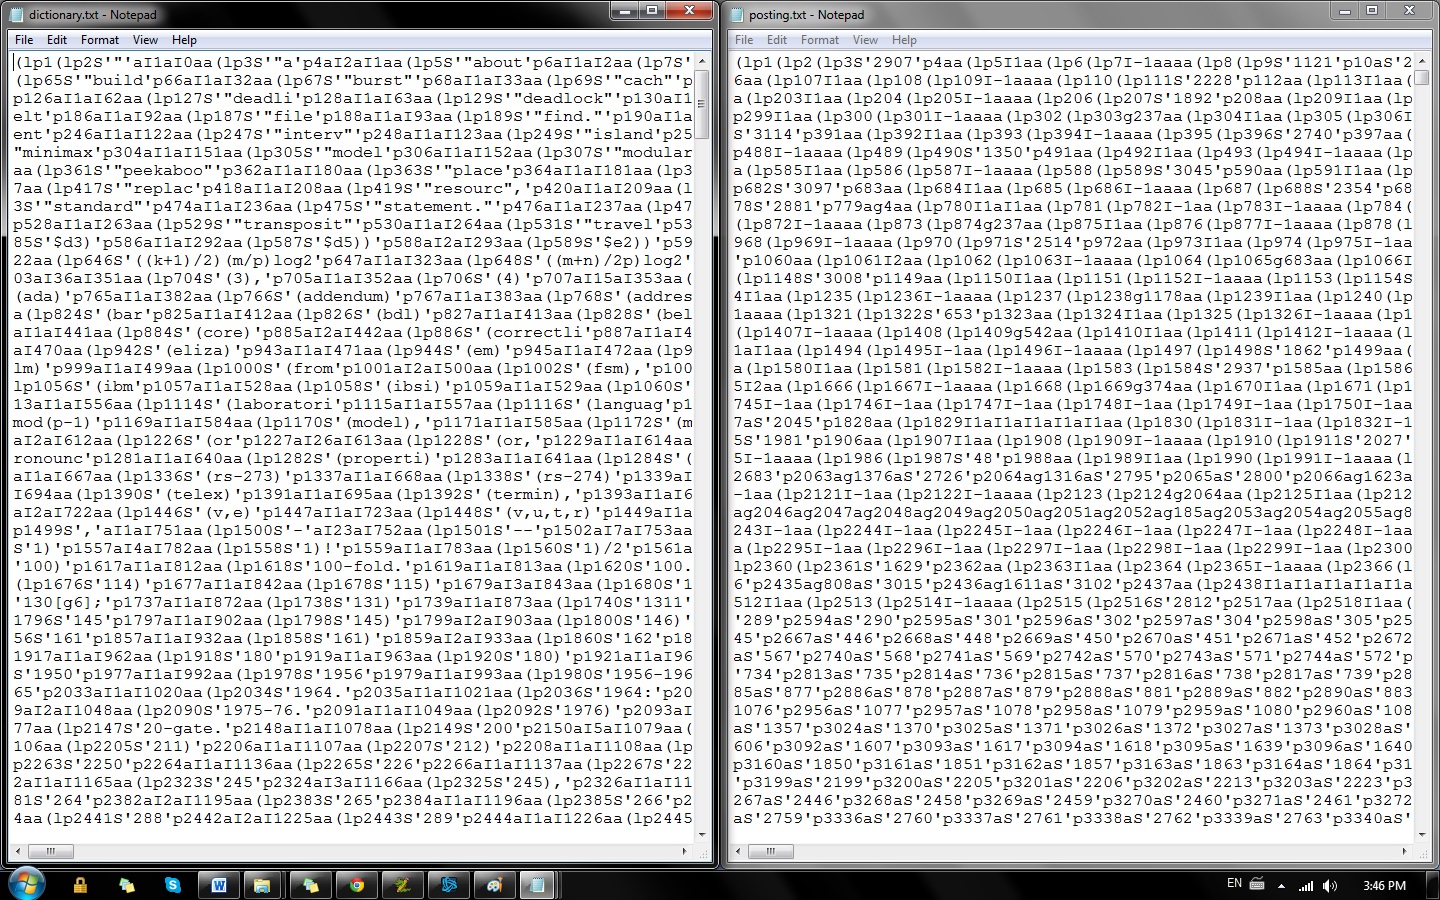 dictionary.txt - Notepad
File Edit Format View Help
(lp1(lp2S'"'aI1aI0aa(lp3S'"a'p4aI2aI1aa(lp5S'"about'p6aI1aI2aa(lp7S'
(lp65S'"build'p66aI1aI32aa(lp67S'"burst"'p68aI1aI33aa(lp69S'"cach"'p
p126aI1aI62aa(lp127S'"deadli'p128aI1aI63aa(lp129S'"deadlock"'p130aI1
elt'p186aI1aI92aa(lp187S'"file'p188aI1aI93aa(lp189S'"find."'p190aI1a
ent'p246aI1aI122aa(lp247S'"interv'p248aI1aI123aa(lp249S'"island'p25
"minimax'p304aI1aI151aa(lp305S'"model'p306aI1aI152aa(lp307S'"modular
aa(lp361S'"peekaboo"'p362aI1aI180aa(lp363S'"place'p364aI1aI181aa(lp3
7aa(lp417S'"replac'p418aI1aI208aa(lp419S'"resourc",'p420aI1aI209aa(l
3S'"standard"'p474aI1aI236aa(lp475S'"statement."'p476aI1aI237aa(lp47
p528aI1aI263aa(lp529S'"transposit"'p530aI1aI264aa(lp531S'"travel'p53
85S'$d3)'p586aI1aI292aa(lp587S'$d5))'p588aI2aI293aa(lp589S'$e2))'p59
22aa(lp646S'((k+1)/2)(m/p)log2'p647aI1aI323aa(lp648S'((m+n)/2p)log2'
03aI36aI351aa(lp704S'(3),'p705aI1aI352aa(lp706S'(4)'p707aI15aI353aa(
(ada)'p765aI1aI382aa(lp766S'(addendum)'p767aI1aI383aa(lp768S'(addres
a(lp824S'(bar'p825aI1aI412aa(lp826S'(bdl)'p827aI1aI413aa(lp828S'(bel
aI1aI441aa(lp884S'(core)'p885aI2aI442aa(lp886S'(correctli'p887aI1aI4
aI470aa(lp942S'(eliza)'p943aI1aI471aa(lp944S'(em)'p945aI1aI472aa(lp9
lm)'p999aI1aI499aa(lp1000S'(from'p1001aI2aI500aa(lp1002S'(fsm),'p100
lp1056S'(ibm'p1057aI1aI528aa(lp1058S'(ibsi)'p1059aI1aI529aa(lp1060S'
13aI1aI556aa(lp1114S'(laboratori'p1115aI1aI557aa(lp1116S'(languag'p1
mod(p-1)'p1169aI1aI584aa(lp1170S'(model),'p1171aI1aI585aa(lp1172S'(m
aI2aI612aa(lp1226S'(or'p1227aI26aI613aa(lp1228S'(or,'p1229aI1aI614aa
ronounc'p1281aI1aI640aa(lp1282S'(properti)'p1283aI1aI641aa(lp1284S'(
aI1aI667aa(lp1336S'(rs-273)'p1337aI1aI668aa(lp1338S'(rs-274)'p1339aI
I694aa(lp1390S'(telex)'p1391aI1aI695aa(lp1392S'(termin),'p1393aI1aI6
aI2aI722aa(lp1446S'(v,e)'p1447aI1aI723aa(lp1448S'(v,u,t,r)'p1449aI1a
p1499S','aI1aI751aa(lp1500S'-'aI23aI752aa(lp1501S'--'p1502aI7aI753aa
S'1)'p1557aI4aI782aa(lp1558S'1)!'p1559aI1aI783aa(lp1560S'1)/2'p1561a
'100)'p1617aI1aI812aa(lp1618S'100-fold.'p1619aI1aI813aa(lp1620S'100.
(lp1676S'114)'p1677aI1aI842aa(lp1678S'115)'p1679aI3aI843aa(lp1680S'1
'130[g6];'p1737aI1aI872aa(lp1738S'131)'p1739aI1aI873aa(lp1740S'1311'
1796S'145'p1797aI1aI902aa(lp1798S'145)'p1799aI2aI903aa(lp1800S'146)'
56S'161'p1857aI1aI932aa(lp1858S'161)'p1859aI2aI933aa(lp1860S'162'p18
1917aI1aI962aa(lp1918S'180'p1919aI1aI963aa(lp1920S'180)'p1921aI1aI96
S'1950'p1977aI1aI992aa(lp1978S'1956'p1979aI1aI993aa(lp1980S'1956-196
65'p2033aI1aI1020aa(lp2034S'1964.'p2035aI1aI1021aa(lp2036S'1964:'p20
09aI2aI1048aa(lp2090S'1975-76.'p2091aI1aI1049aa(lp2092S'1976)'p2093aI
77aa(lp2147S'20-gate.'p2148aI1aI1078aa(lp2149S'200'p2150aI5aI1079aa(
106aa(lp2205S'211)'p2206aI1aI1107aa(lp2207S'212)'p2208aI1aI1108aa(lp
p2263S'2250'p2264aI1aI1136aa(lp2265S'226'p2266aI1aI1137aa(lp2267S'22
a2aI1aI1165aa(lp2323S'245'p2324aI3aI1166aa(lp2325S'245),'p2326aI1aI11
81S'264'p2382aI2aI1195aa(lp2383S'265'p2384aI1aI1196aa(lp2385S'266'p2
24aa(lp2441S'288'p2442aI2aI1225aa(lp2443S'289'p2444aI1aI1226aa(lp2445
posting.txt - Notepad
File Edit Format View Help
(lp1(lp2(lp3S'2907'p4aa(lp5I1aa(lp6(lp7I-1aaaa(lp8(lp9S'1121'p10aS'2
6aa(lp107I1aa(lp108(lp109I-1aaaa(lp110(lp111S'2228'p112aa(lp113I1aa(
a(lp203I1aa(lp204(lp205I-1aaaa(lp206(lp207S'1892'p208aa(lp209I1aa(lp
p299I1aa(lp300(lp301I-1aaaa(lp302(lp303g237aa(lp304I1aa(lp305(lp306I
S'3114'p391aa(lp392I1aa(lp393(lp394I-1aaaa(lp395(lp396S'2740'p397aa(
p488I-1aaaa(lp489(lp490S'1350'p491aa(lp492I1aa(lp493(lp494I-1aaaa(lp
a(lp585I1aa(lp586(lp587I-1aaaa(lp588(lp589S'3045'p590aa(lp591I1aa(lp
p682S'3097'p683aa(lp684I1aa(lp685(lp686I-1aaaa(lp687(lp688S'2354'p68
78S'2881'p779ag4aa(lp780I1aI1aa(lp781(lp782I-1aa(lp783I-1aaaa(lp784(
(lp872I-1aaaa(lp873(lp874g237aa(lp875I1aa(lp876(lp877I-1aaaa(lp878(l
968(lp969I-1aaaa(lp970(lp971S'2514'p972aa(lp973I1aa(lp974(lp975I-1aa
'p1060aa(lp1061I2aa(lp1062(lp1063I-1aaaa(lp1064(lp1065g683aa(lp1066I
(lp1148S'3008'p1149aa(lp1150I1aa(lp1151(lp1152I-1aaaa(lp1153(lp1154S
4I1aa(lp1235(lp1236I-1aaaa(lp1237(lp1238g1178aa(lp1239I1aa(lp1240(lp
1aaaa(lp1321(lp1322S'653'p1323aa(lp1324I1aa(lp1325(lp1326I-1aaaa(lp1
(lp1407I-1aaaa(lp1408(lp1409g542aa(lp1410I1aa(lp1411(lp1412I-1aaaa(l
1aI1aa(lp1494(lp1495I-1aa(lp1496I-1aaaa(lp1497(lp1498S'1862'p1499aa(
a(lp1580I1aa(lp1581(lp1582I-1aaaa(lp1583(lp1584S'2937'p1585aa(lp1586
5I2aa(lp1666(lp1667I-1aaaa(lp1668(lp1669g374aa(lp1670I1aa(lp1671(lp1
745I-1aa(lp1746I-1aa(lp1747I-1aa(lp1748I-1aa(lp1749I-1aa(lp1750I-1aa
7aS'2045'p1828aa(lp1829I1aI1aI1aI1aI1aa(lp1830(lp1831I-1aa(lp1832I-1
5S'1981'p1906aa(lp1907I1aa(lp1908(lp1909I-1aaaa(lp1910(lp1911S'2027'
5I-1aaaa(lp1986(lp1987S'48'p1988aa(lp1989I1aa(lp1990(lp1991I-1aaaa(l
2683'p2063ag1376aS'2726'p2064ag1316aS'2795'p2065aS'2800'p2066ag1623a
-1aa(lp2121I-1aa(lp2122I-1aaaa(lp2123(lp2124g2064aa(lp2125I1aa(lp212
ag2046ag2047ag2048ag2049ag2050ag2051ag2052ag185ag2053ag2054ag2055ag8
243I-1aa(lp2244I-1aa(lp2245I-1aa(lp2246I-1aa(lp2247I-1aa(lp2248I-1aa
a(lp2295I-1aa(lp2296I-1aa(lp2297I-1aa(lp2298I-1aa(lp2299I-1aa(lp2300
lp2360(lp2361S'1629'p2362aa(lp2363I1aa(lp2364(lp2365I-1aaaa(lp2366(l
6'p2435ag808aS'3015'p2436ag1611aS'3102'p2437aa(lp2438I1aI1aI1aI1aI1a
512I1aa(lp2513(lp2514I-1aaaa(lp2515(lp2516S'2812'p2517aa(lp2518I1aa(
'289'p2594aS'290'p2595aS'301'p2596aS'302'p2597aS'304'p2598aS'305'p25
45'p2667aS'446'p2668aS'448'p2669aS'450'p2670aS'451'p2671aS'452'p2672
aS'567'p2740aS'568'p2741aS'569'p2742aS'570'p2743aS'571'p2744aS'572'p
'734'p2813aS'735'p2814aS'736'p2815aS'737'p2816aS'738'p2817aS'739'p28
85aS'877'p2886aS'878'p2887aS'879'p2888aS'881'p2889aS'882'p2890aS'883
1076'p2956aS'1077'p2957aS'1078'p2958aS'1079'p2959aS'1080'p2960aS'108
aS'1357'p3024aS'1370'p3025aS'1371'p3026aS'1372'p3027aS'1373'p3028aS'
606'p3092aS'1607'p3093aS'1617'p3094aS'1618'p3095aS'1639'p3096aS'1640
p3160aS'1850'p3161aS'1851'p3162aS'1857'p3163aS'1863'p3164aS'1864'p31
'p3199aS'2199'p3200aS'2205'p3201aS'2206'p3202aS'2213'p3203aS'2223'p3
267aS'2446'p3268aS'2458'p3269aS'2459'p3270aS'2460'p3271aS'2461'p3272
aS'2759'p3336aS'2760'p3337aS'2761'p3338aS'2762'p3339aS'2763'p3340aS'
EN
3:46 PM